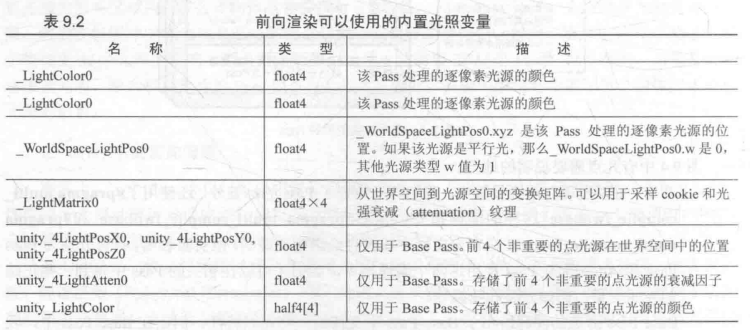 表 9.2 前向渲染可以使用的内置光照变量
名 称 类 型 描 述
_LightColor0 float4 该 Pass 处理的逐像素光源的颜色
_LightColor0 float4 该 Pass 处理的逐像素光源的颜色
_WorldSpaceLightPos0 float4 _WorldSpaceLightPos0.xyz 是该 Pass 处理的逐像素光源的位
置。如果该光源是平行光，那么_WorldSpaceLightPos0.w 是 0，
其他光源类型 w 值为 1
_LightMatrix0 float4×4 从世界空间到光源空间的变换矩阵。可以用于采样 cookie 和光
强衰减（attenuation）纹理
unity_4LightPosX0， unity_4LightPosY0，
unity_4LightPosZ0 float4 仅用于 Base Pass。前 4 个非重要的点光源在世界空间中的位置
unity_4LightAtten0 float4 仅用于 Base Pass。存储了前 4 个非重要的点光源的衰减因子
unity_LightColor half4[4] 仅用于 Base Pass。存储了前 4 个非重要的点光源的颜色